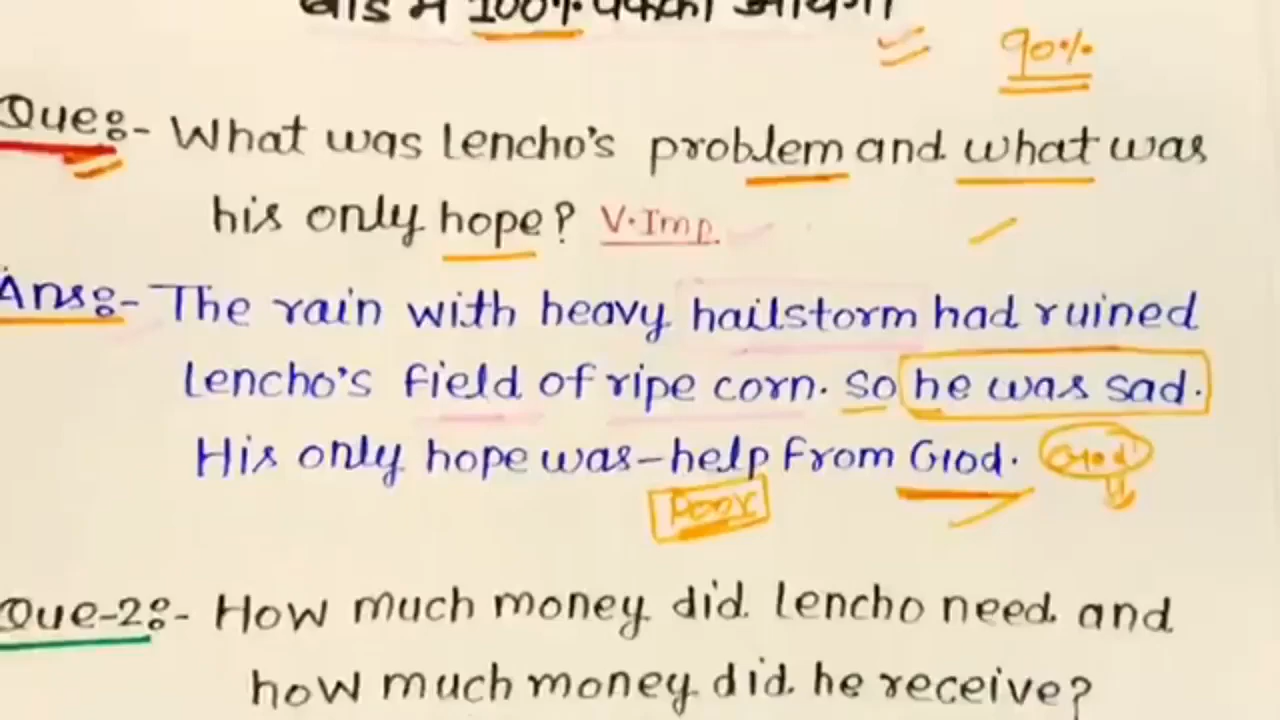 में 100%
90%
Que:- What was Lencho's problem and what was
his only hope? V.Imp.
Ans:- The rain with heavy hailstorm had ruined
Lencho's field of ripe corn. So he was sad.
His only hope was-help from God. God
Poor
Que-2:- How much money did Lencho need and
how much money did he receive?